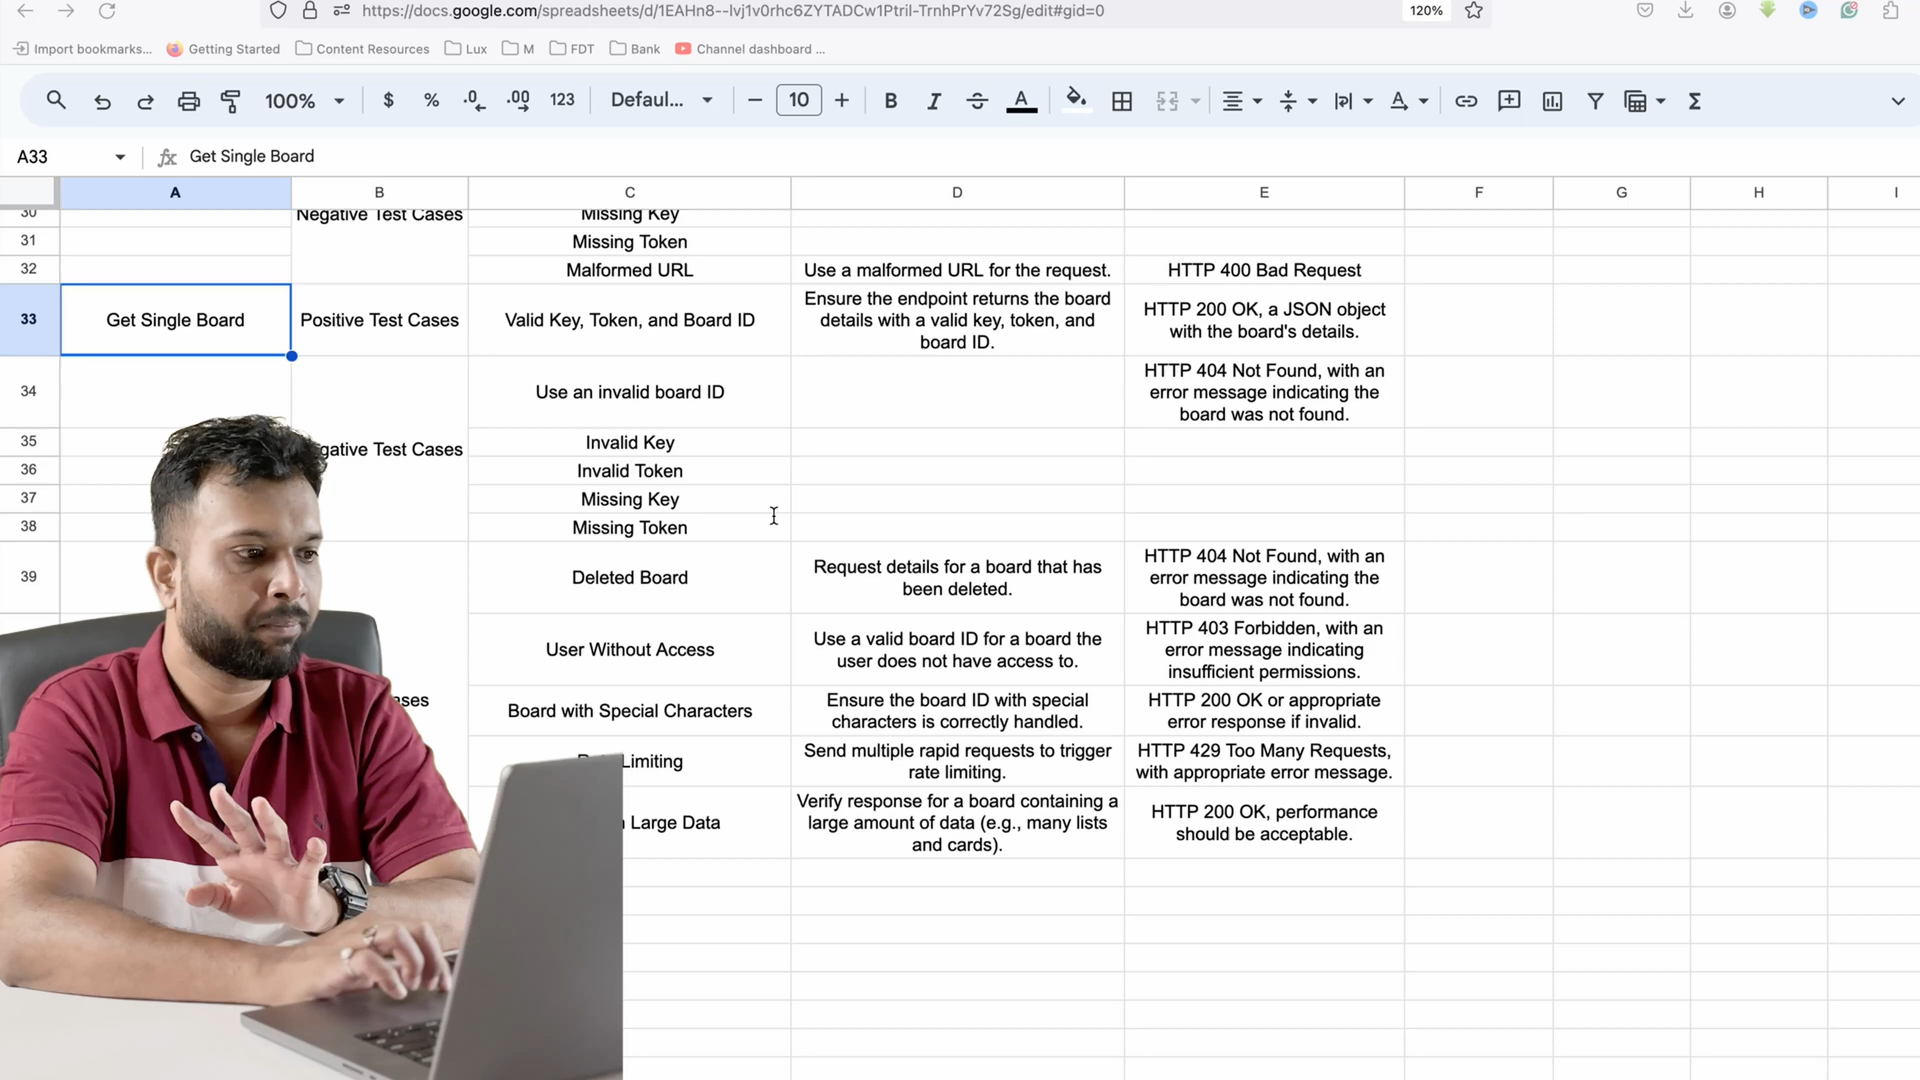 https://docs.google.com/spreadsheets/d/1EAHn8--lvj1v0rhc6ZYTADCw1Ptril-TrnhPrYv72Sg/edit#gid=0
120%
Import bookmarks...
Getting Started
Content Resources
Lux
M
FDT
Bank
Channel dashboard ...
100%
$
%
.0
.00
123
Defaul...
10
B
I
A
A
Σ
A33
fx
Get Single Board
A
B
C
D
E
F
G
H
I
30
Negative Test Cases
Missing Key
31
Missing Token
32
Malformed URL
Use a malformed URL for the request.
HTTP 400 Bad Request
33
Get Single Board
Positive Test Cases
Valid Key, Token, and Board ID
Ensure the endpoint returns the board
details with a valid key, token, and
board ID.
HTTP 200 OK, a JSON object
with the board's details.
34
Use an invalid board ID
HTTP 404 Not Found, with an
error message indicating the
board was not found.
35
gative Test Cases
Invalid Key
36
Invalid Token
37
Missing Key
38
Missing Token
39
Deleted Board
Request details for a board that has
been deleted.
HTTP 404 Not Found, with an
error message indicating the
board was not found.
User Without Access
Use a valid board ID for a board the
user does not have access to.
HTTP 403 Forbidden, with an
error message indicating
insufficient permissions.
ases
Board with Special Characters
Ensure the board ID with special
characters is correctly handled.
HTTP 200 OK or appropriate
error response if invalid.
Limiting
Send multiple rapid requests to trigger
rate limiting.
HTTP 429 Too Many Requests,
with appropriate error message.
Large Data
Verify response for a board containing a
large amount of data (e.g., many lists
and cards).
HTTP 200 OK, performance
should be acceptable.